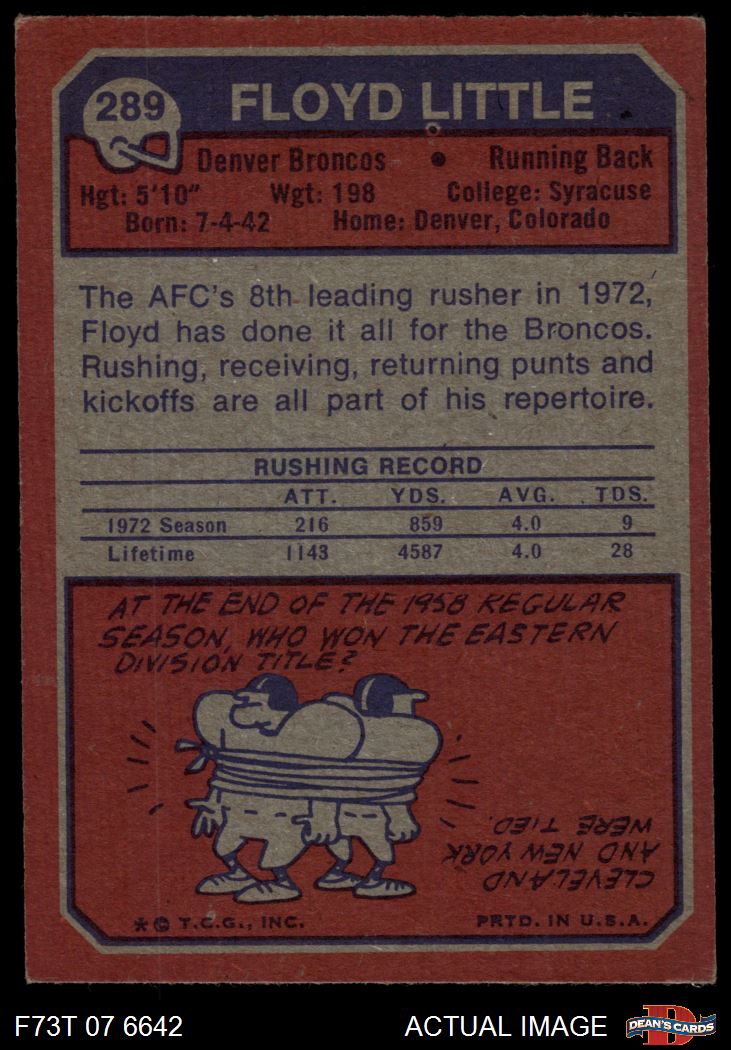 289 FLOYD LITTLE
Denver Broncos • Running Back
Hgt: 5'10" Wgt: 198 College: Syracuse
Born: 7-4-42 Home: Denver, Colorado
The AFC's 8th leading rusher in 1972,
Floyd has done it all for the Broncos.
Rushing, receiving, returning punts and
kickoffs are all part of his repertoire.
RUSHING RECORD
ATT. YDS. AVG. TDS.
1972 Season 216 859 4.0 9
Lifetime 1143 4587 4.0 28
AT THE END OF THE 1958 REGULAR
SEASON, WHO WON THE EASTERN
DIVISION TITLE?
CLEVELAND
AND NEW YORK
WERE TIED.
* © T.C.G., INC. PRTD. IN U.S.A.
F73T 07 6642 ACTUAL IMAGE D DEAN'S CARDS